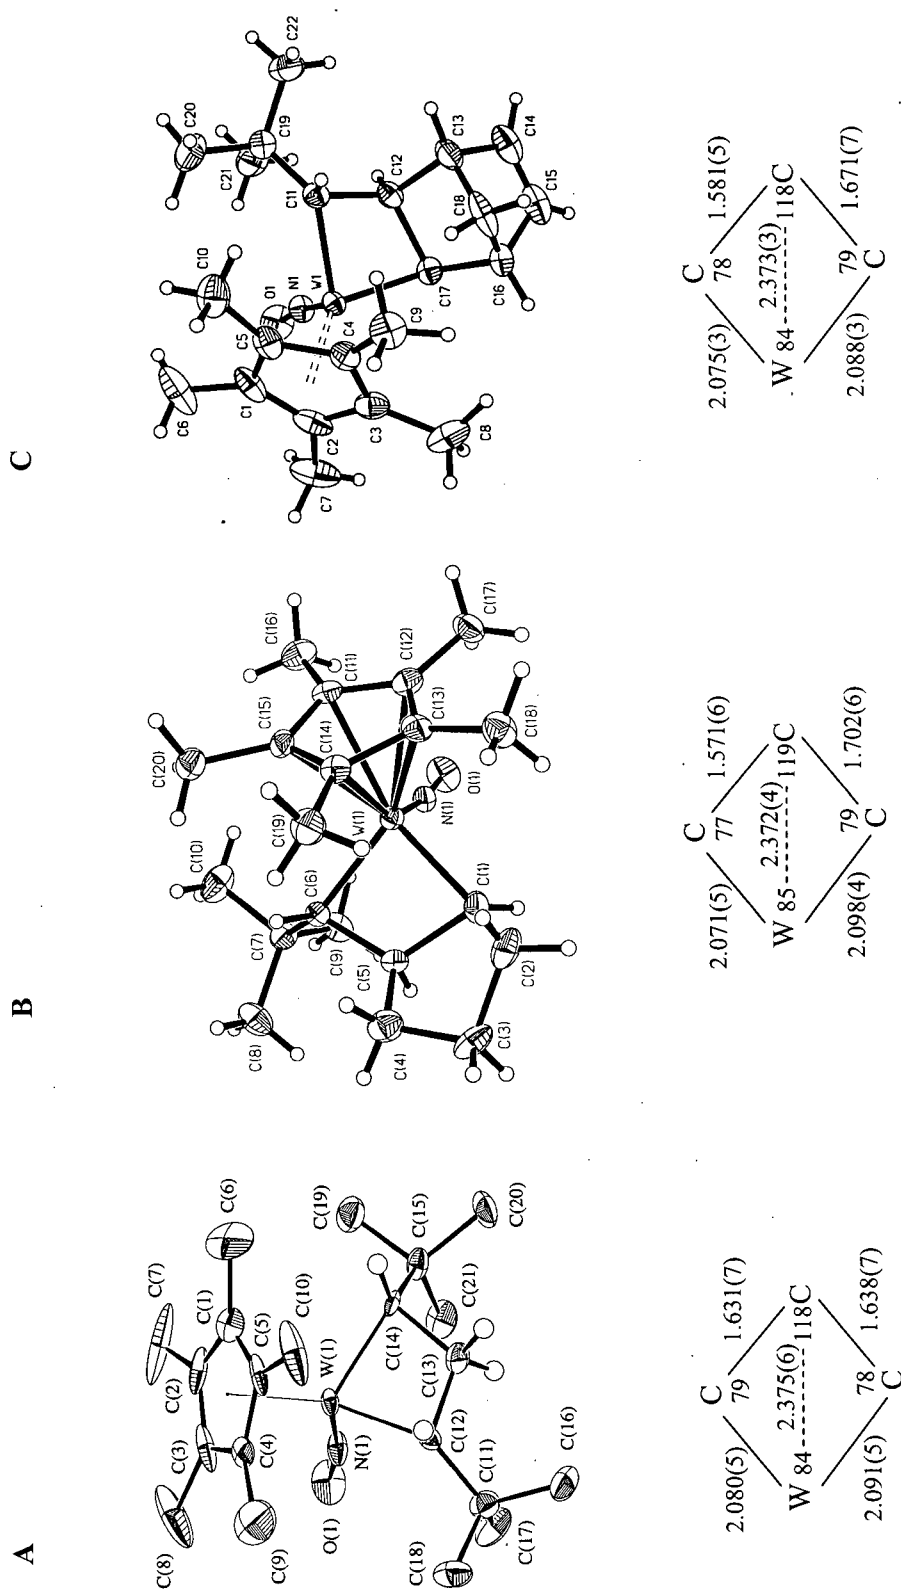 A
C(7)
C(8)
C(2)
C(1)
C(6)
C(3)
C(5)
C(10)
C(9)
C(4)
W(1)
O(1)
N(1)
C(19)
C(14)
C(15)
C(18)
C(12)
C(13)
C(21)
C(20)
C(17)
C(11)
C(16)
2.080(5) C 1.631(7)
79
W 84 2.375(6) 118 C
78
2.091(5) C 1.638(7)
B
C(20)
C(10)
C(15)
C(16)
C(8)
C(7)
C(6)
C(19)
C(14)
C(11)
C(9)
W(1)
C(12)
C(5)
C(13)
C(17)
C(4)
N(1)
C(1)
O(1)
C(18)
C(3)
C(2)
2.071(5) C 1.571(6)
77
W 85 2.372(4) 119 C
79
2.098(4) C 1.702(6)
C
C6
C10
C20
C22
C1
C5
O1
C21
C19
C7
C2
N1
C11
W1
C3
C4
C12
C8
C9
C18
C13
C17
C14
C16
C15
2.075(3) C 1.581(5)
78
W 84 2.373(3) 118 C
79
2.088(3) C 1.671(7)